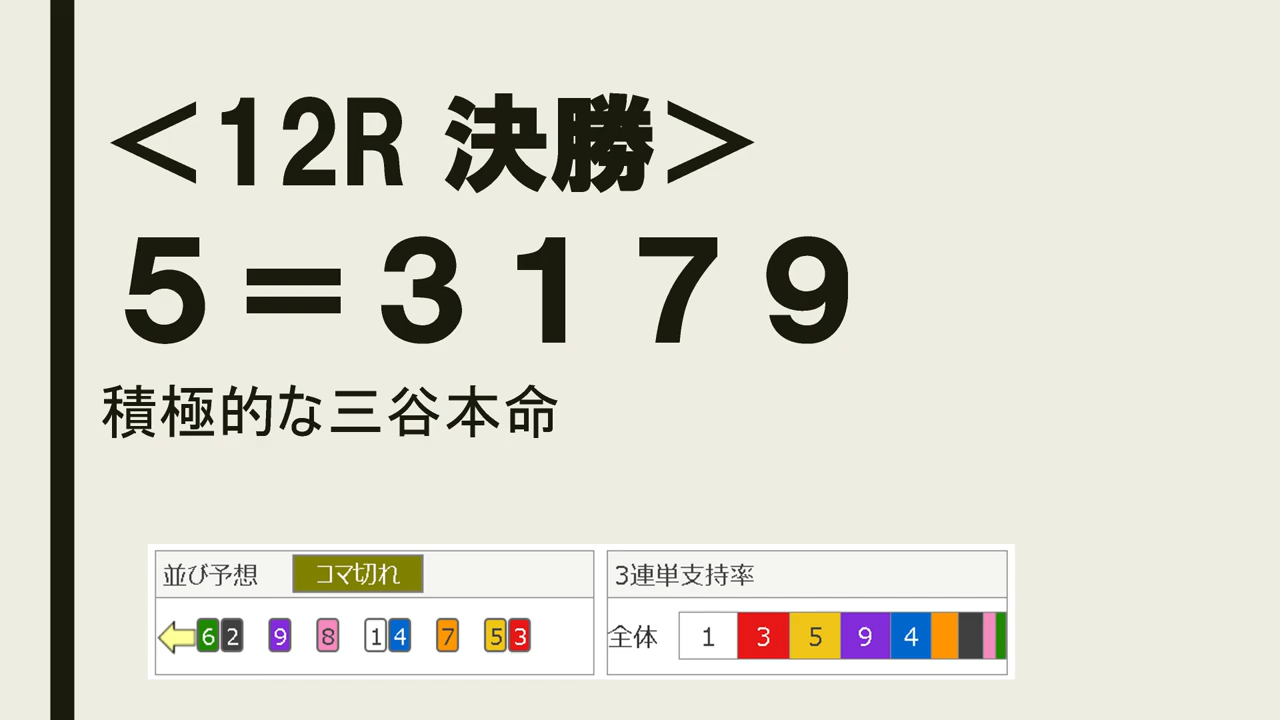 ＜12R 決勝＞
５＝３１７９
積極的な三谷本命
並び予想 コマ切れ
6 2 9 8 1 4 7 5 3
3連単支持率
全体 1 3 5 9 4